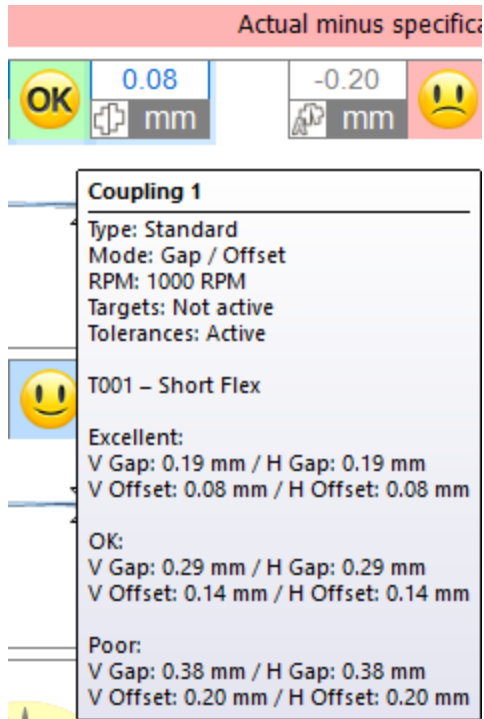 Actual minus specifica
OK 0.08 mm
-0.20 mm
Coupling 1
Type: Standard
Mode: Gap / Offset
RPM: 1000 RPM
Targets: Not active
Tolerances: Active
T001 – Short Flex
Excellent:
V Gap: 0.19 mm / H Gap: 0.19 mm
V Offset: 0.08 mm / H Offset: 0.08 mm
OK:
V Gap: 0.29 mm / H Gap: 0.29 mm
V Offset: 0.14 mm / H Offset: 0.14 mm
Poor:
V Gap: 0.38 mm / H Gap: 0.38 mm
V Offset: 0.20 mm / H Offset: 0.20 mm